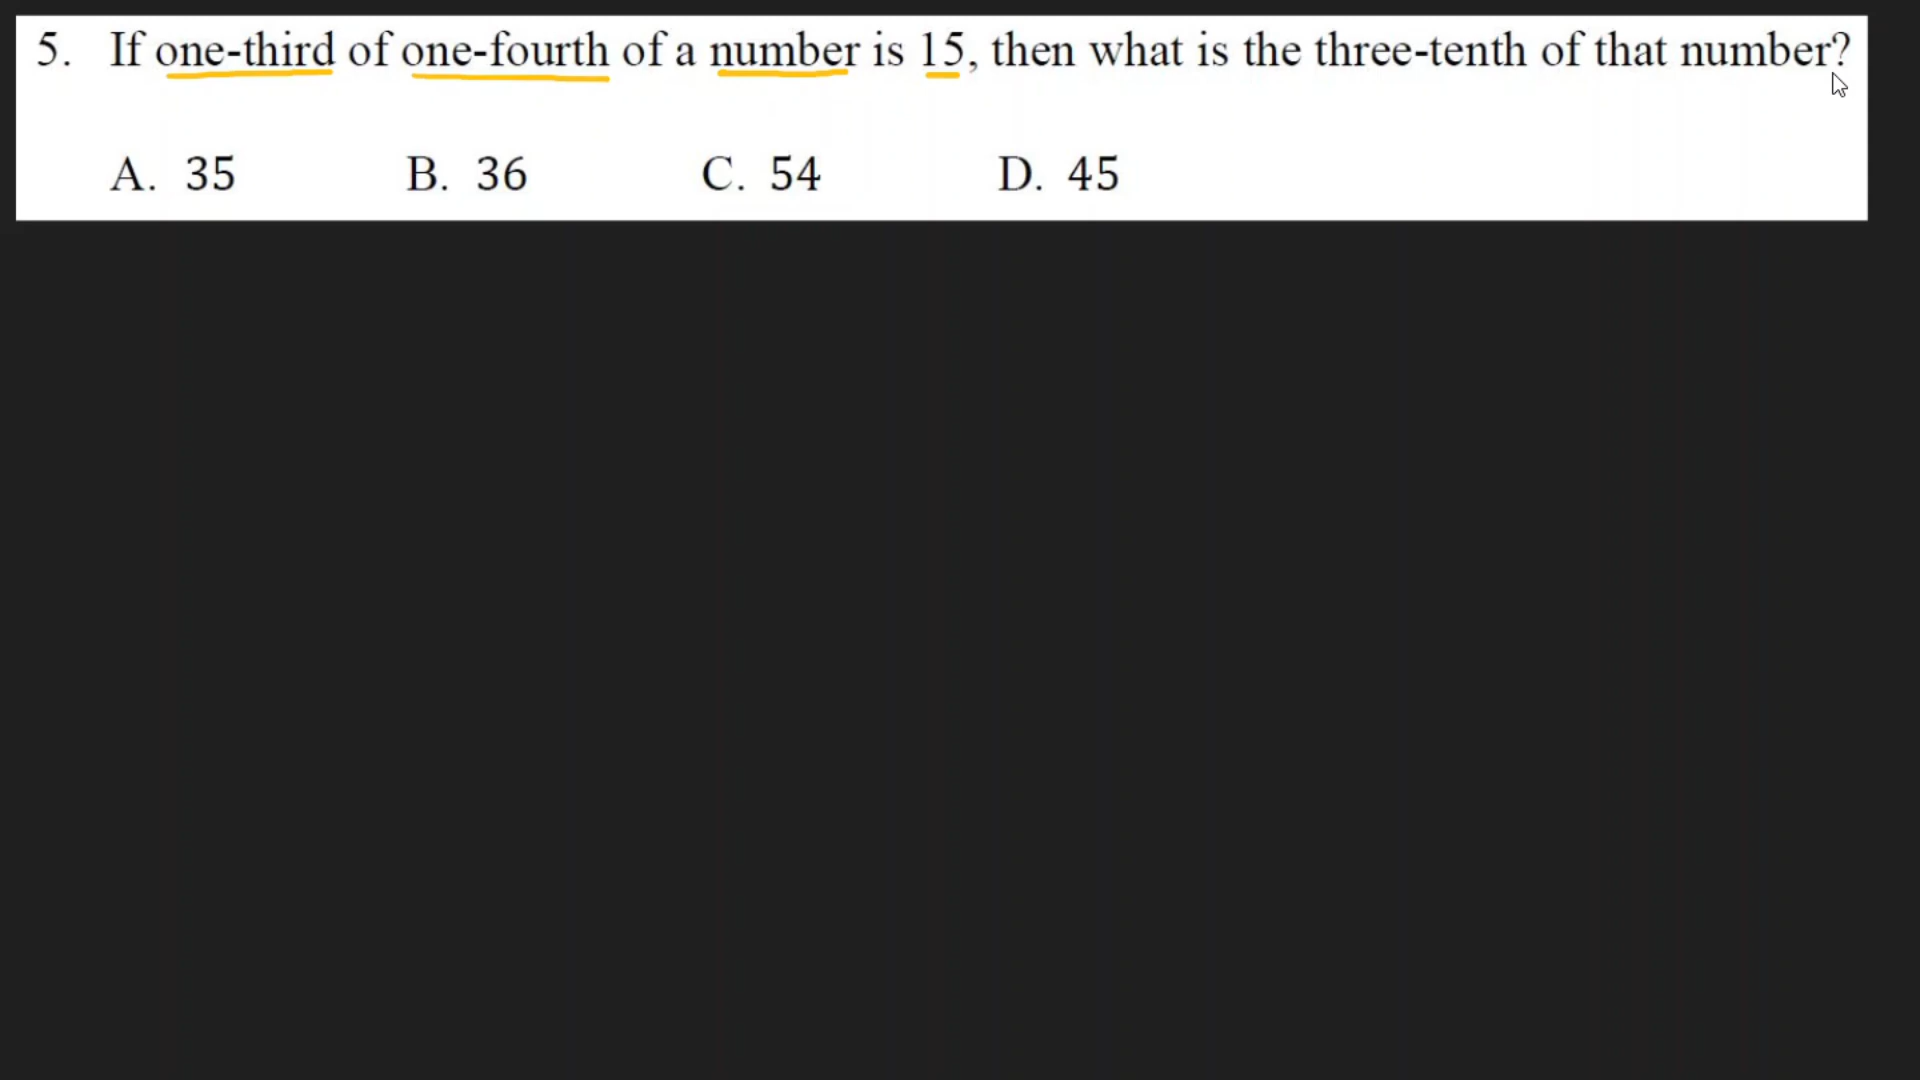 5. If one-third of one-fourth of a number is 15, then what is the three-tenth of that number?
A. 35 B. 36 C. 54 D. 45